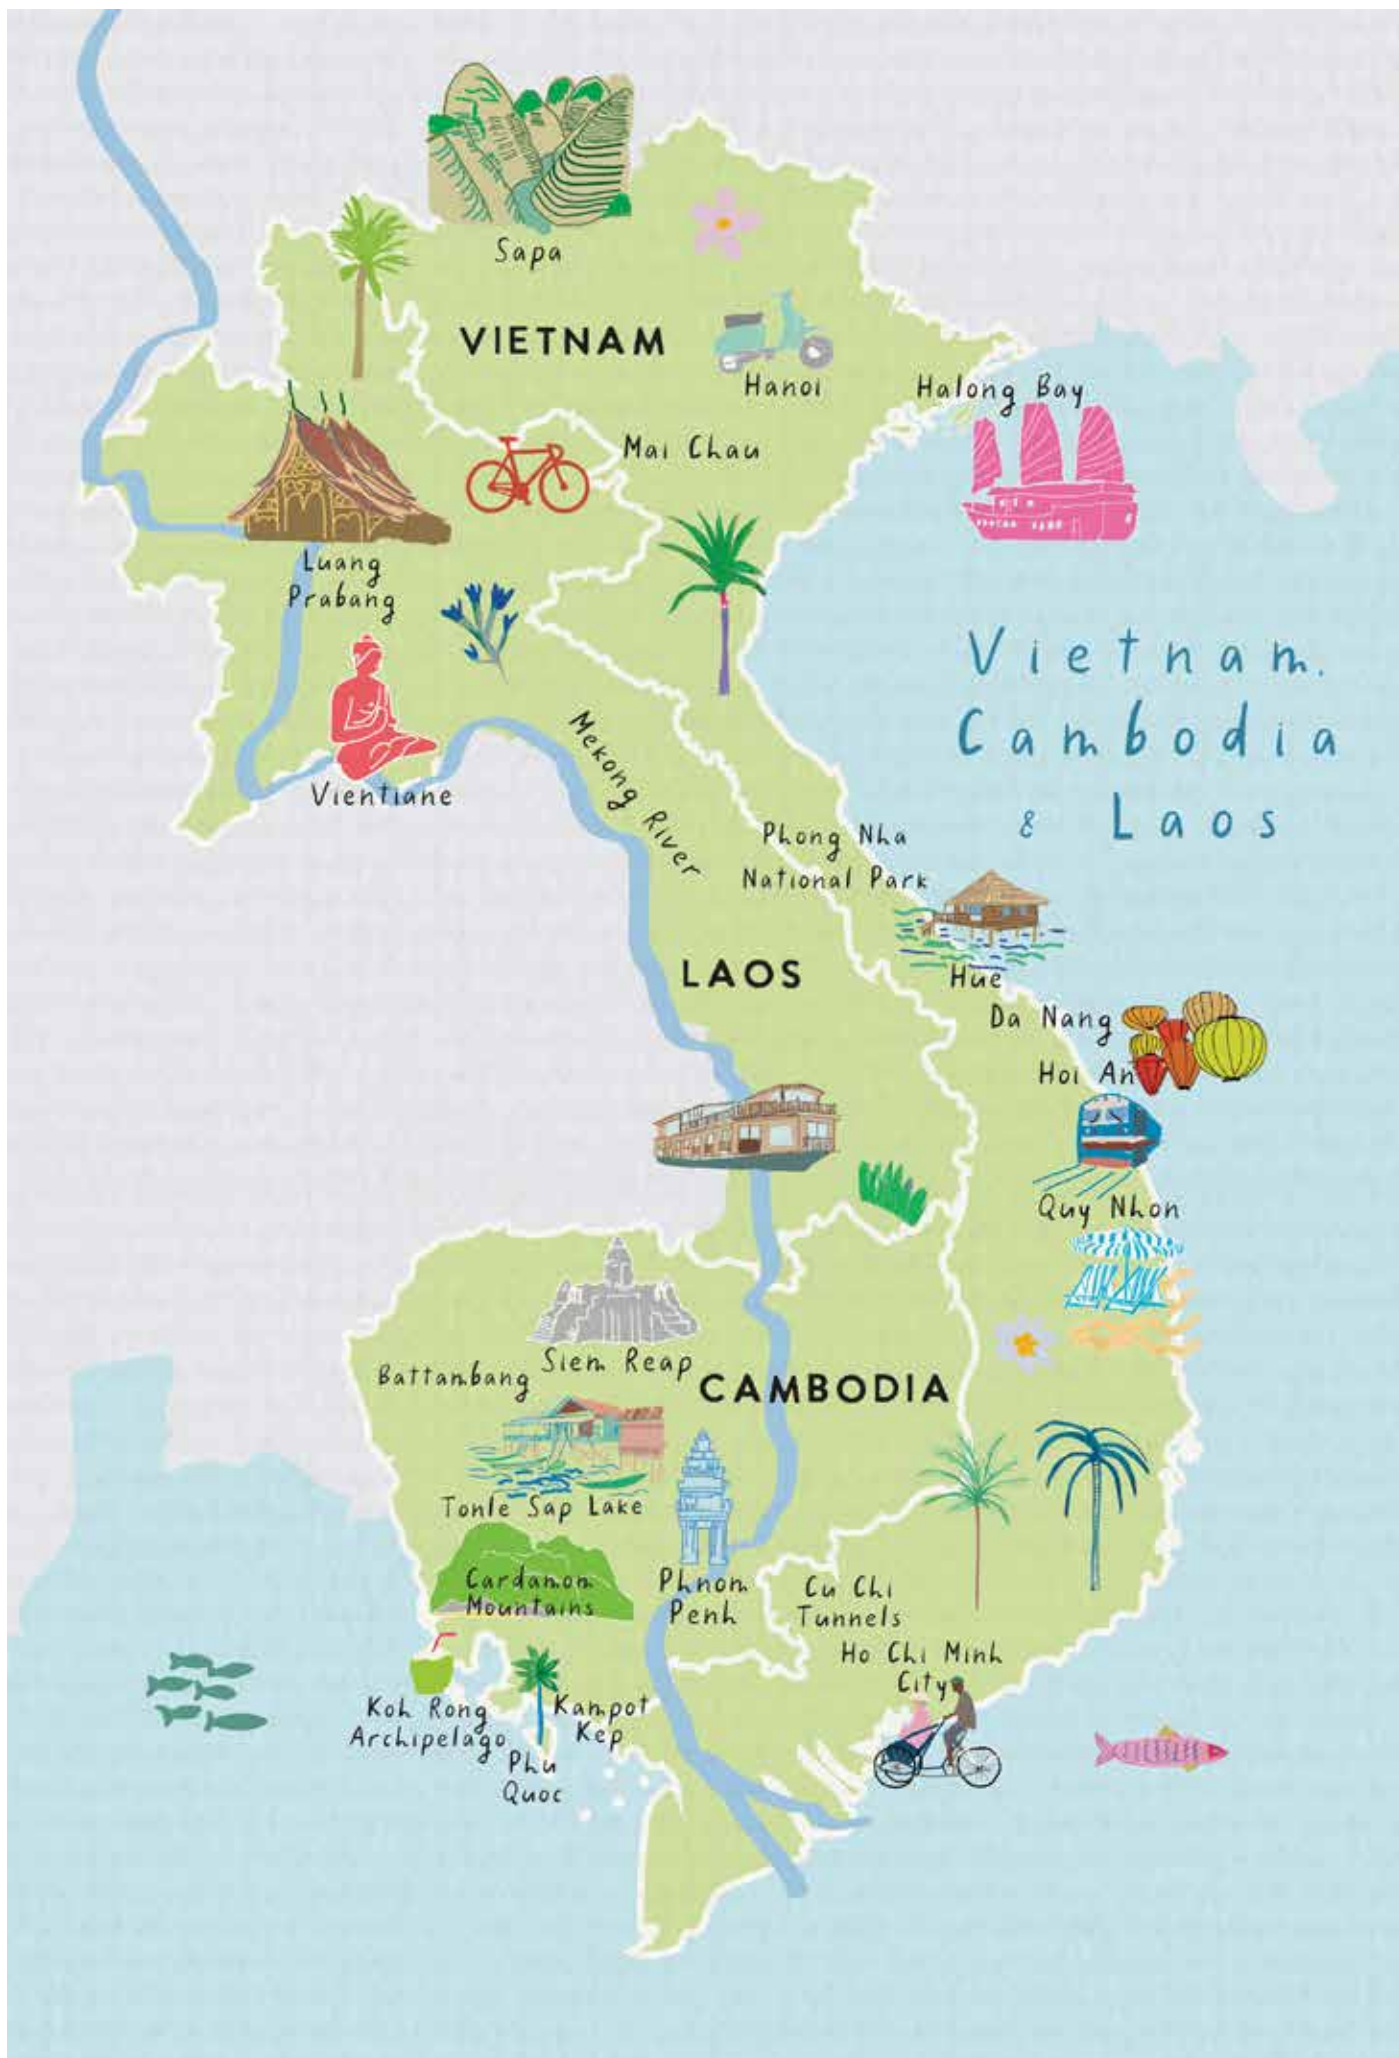 Sapa
VIETNAM
Hanoi
Halong Bay
Mai Chau
Luang
Prabang
Vietnam.
Cambodia
& Laos
Mekong River
Vientiane
Phong Nha
National Park
LAOS
Hue
Da Nang
Hoi An
Quy Nhon
Siem Reap
Battambang
CAMBODIA
Tonle Sap Lake
Cardamon
Mountains
Phnom
Penh
Cu Chi
Tunnels
Ho Chi Minh
City
Koh Rong
Archipelago
Kampot
Kep
Phu
Quoc